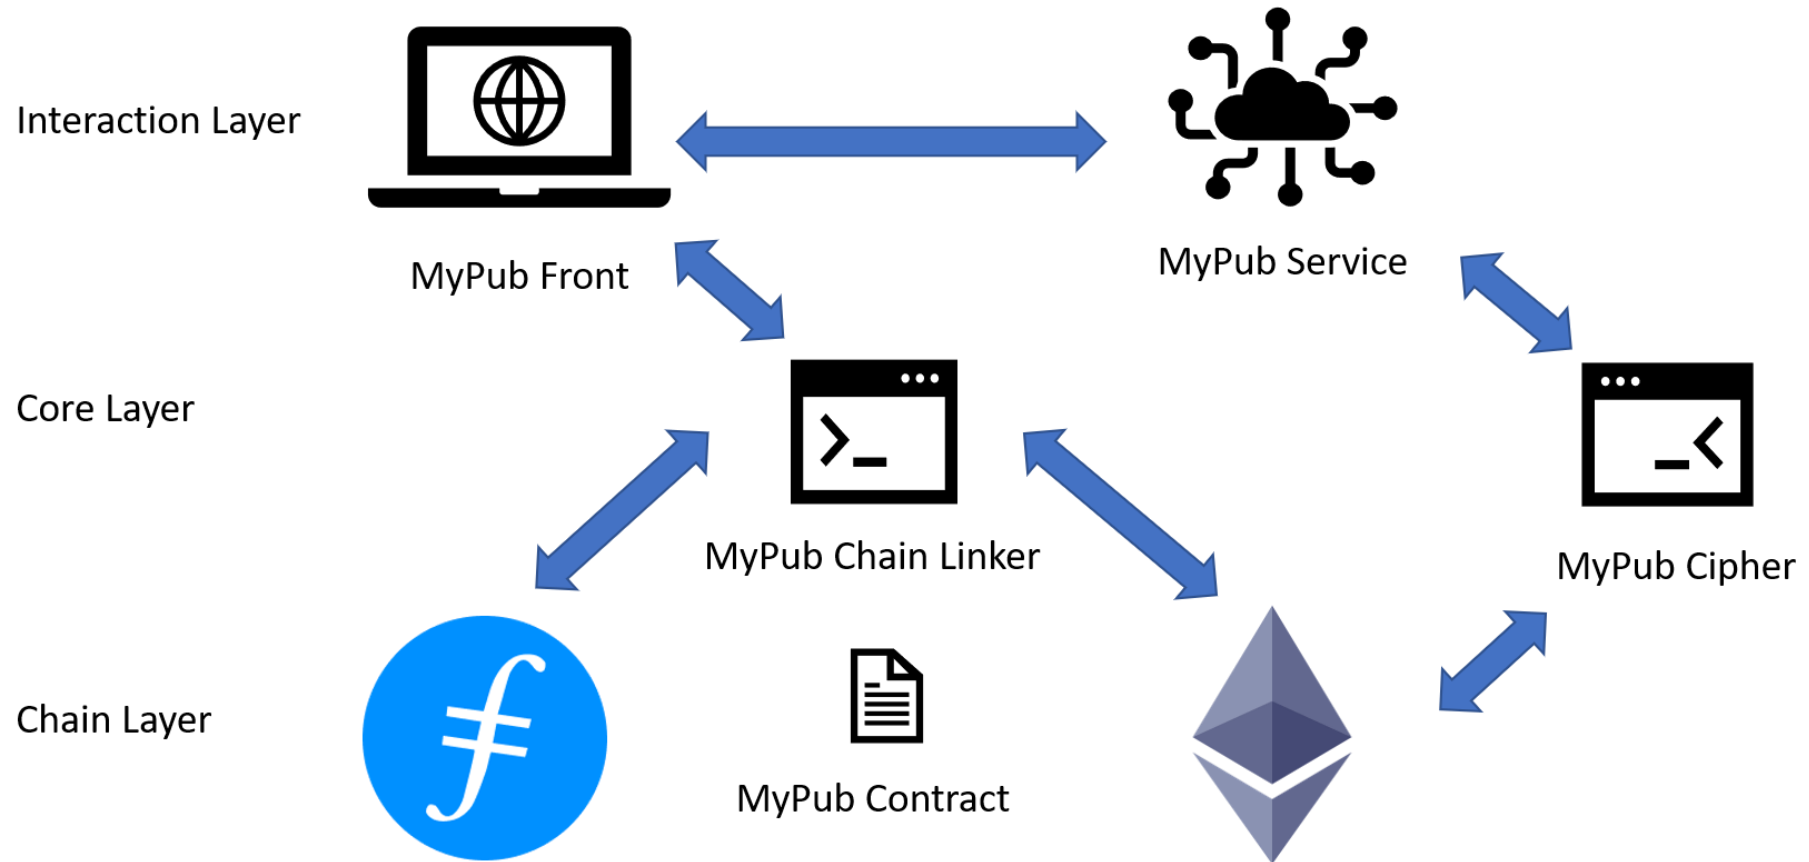 Interaction Layer
MyPub Front
MyPub Service
Core Layer
MyPub Chain Linker
MyPub Cipher
Chain Layer
MyPub Contract